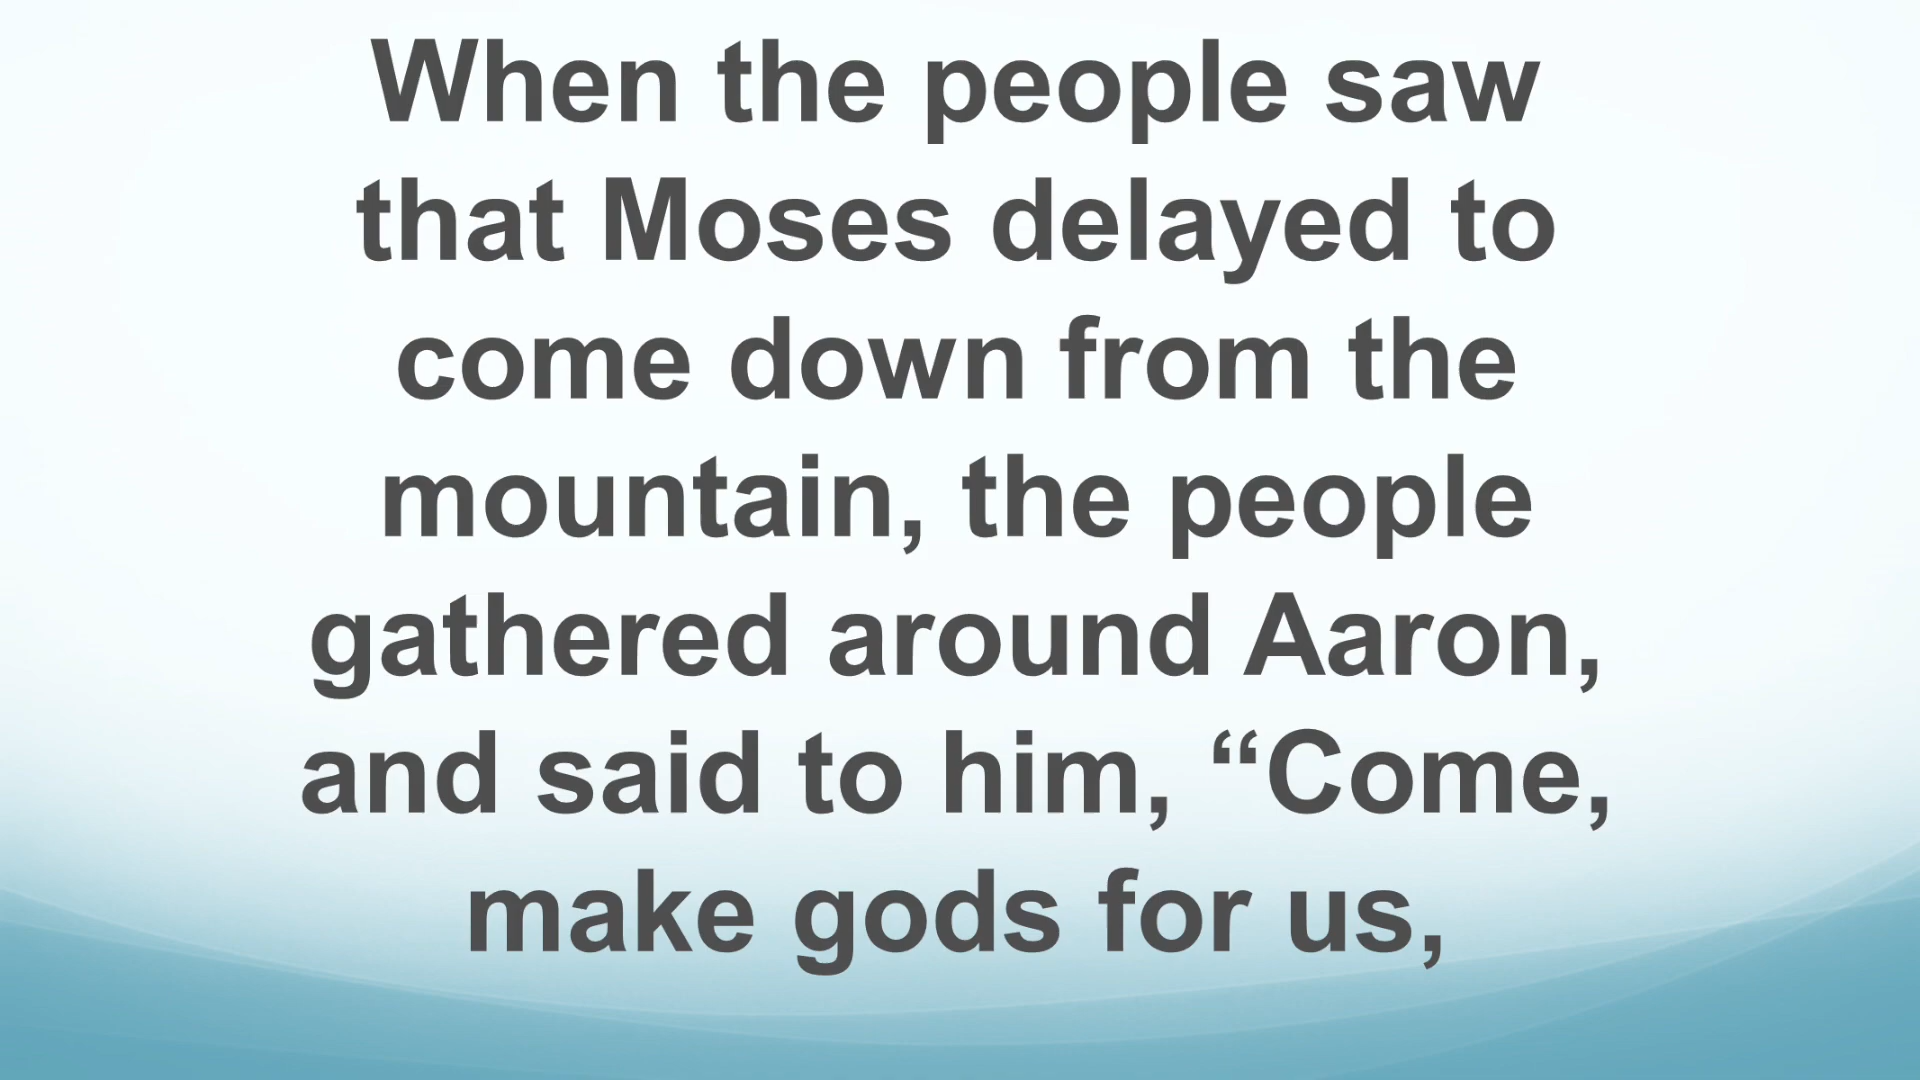 When the people saw
that Moses delayed to
come down from the
mountain, the people
gathered around Aaron,
and said to him, “Come,
make gods for us,